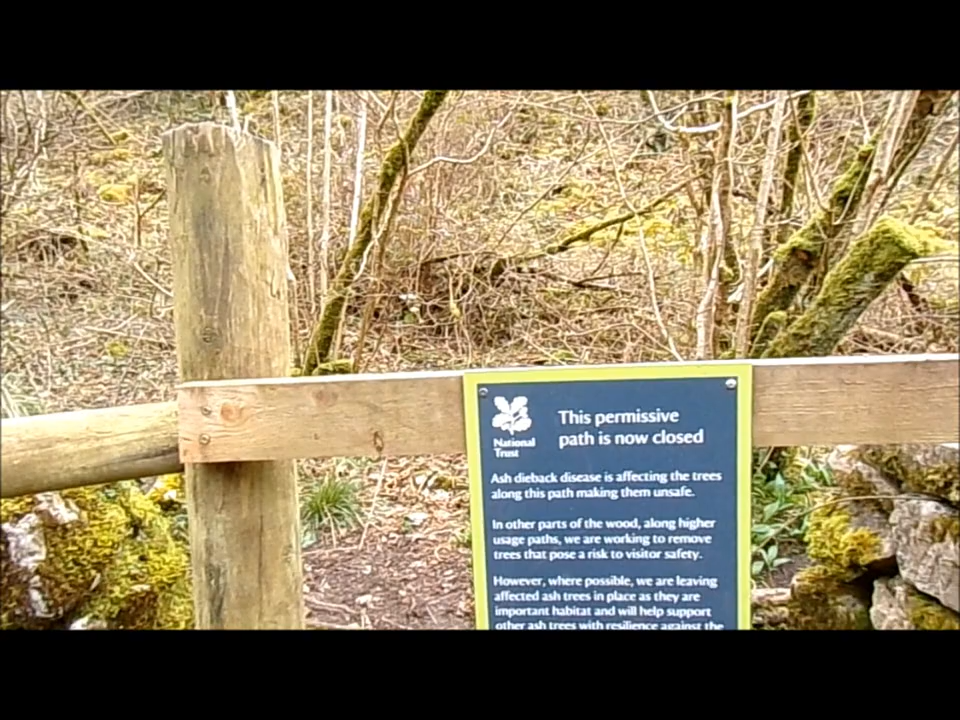 This permissive
path is now closed
National
Trust
Ash dieback disease is affecting the trees
along this path making them unsafe.
In other parts of the wood, along higher
usage paths, we are working to remove
trees that pose a risk to visitor safety.
However, where possible, we are leaving
affected ash trees in place as they are
important habitat and will help support
other ash trees with resilience against the